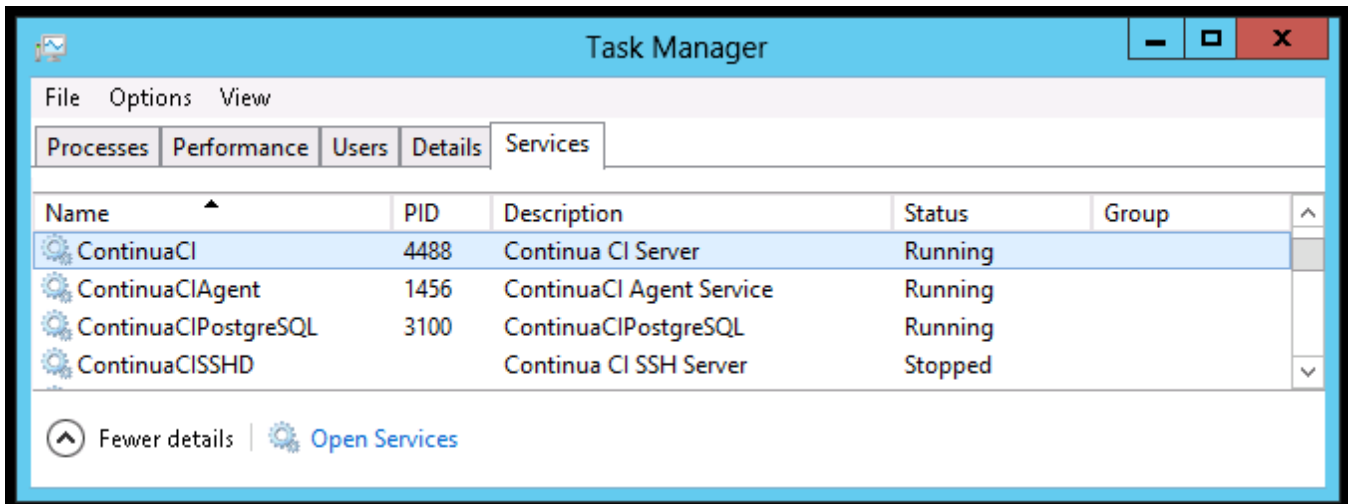 Task Manager
File Options View
Processes Performance Users Details Services
Name PID Description Status Group
ContinuaCI 4488 Continua CI Server Running
ContinuaCIAgent 1456 ContinuaCI Agent Service Running
ContinuaCIPostgreSQL 3100 ContinuaCIPostgreSQL Running
ContinuaCISSHD Continua CI SSH Server Stopped
Fewer details Open Services